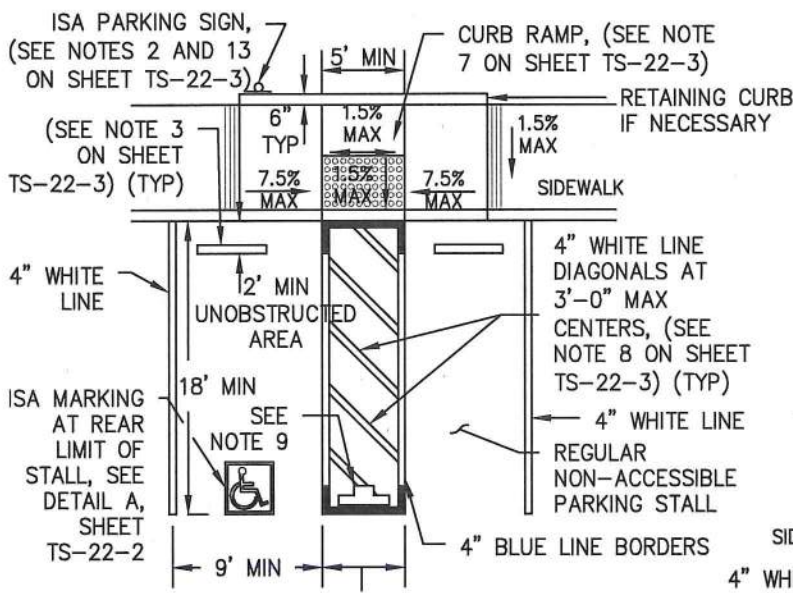 ISA PARKING SIGN,
(SEE NOTES 2 AND 13
ON SHEET TS-22-3)
5' MIN
CURB RAMP, (SEE NOTE
7 ON SHEET TS-22-3)
RETAINING CURB
IF NECESSARY
6"
TYP
1.5%
MAX
1.5%
MAX
(SEE NOTE 3
ON SHEET
TS-22-3) (TYP)
7.5%
MAX
1.5%
MAX
7.5%
MAX
SIDEWALK
4" WHITE
LINE
2' MIN
UNOBSTRUCTED
AREA
4" WHITE LINE
DIAGONALS AT
3'-0" MAX
CENTERS, (SEE
NOTE 8 ON SHEET
TS-22-3) (TYP)
18' MIN
ISA MARKING
AT REAR
LIMIT OF
STALL, SEE
DETAIL A,
SHEET
TS-22-2
SEE
NOTE 9
4" WHITE LINE
REGULAR
NON-ACCESSIBLE
PARKING STALL
4" BLUE LINE BORDERS
9' MIN
SID
4" WHI